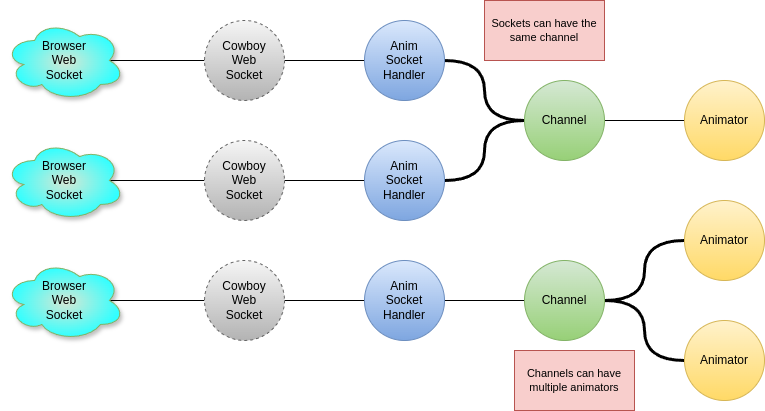 Sockets can have the
same channel
Browser
Web
Socket
Cowboy
Web
Socket
Anim
Socket
Handler
Channel
Animator
Browser
Web
Socket
Cowboy
Web
Socket
Anim
Socket
Handler
Animator
Browser
Web
Socket
Cowboy
Web
Socket
Anim
Socket
Handler
Channel
Animator
Channels can have
multiple animators